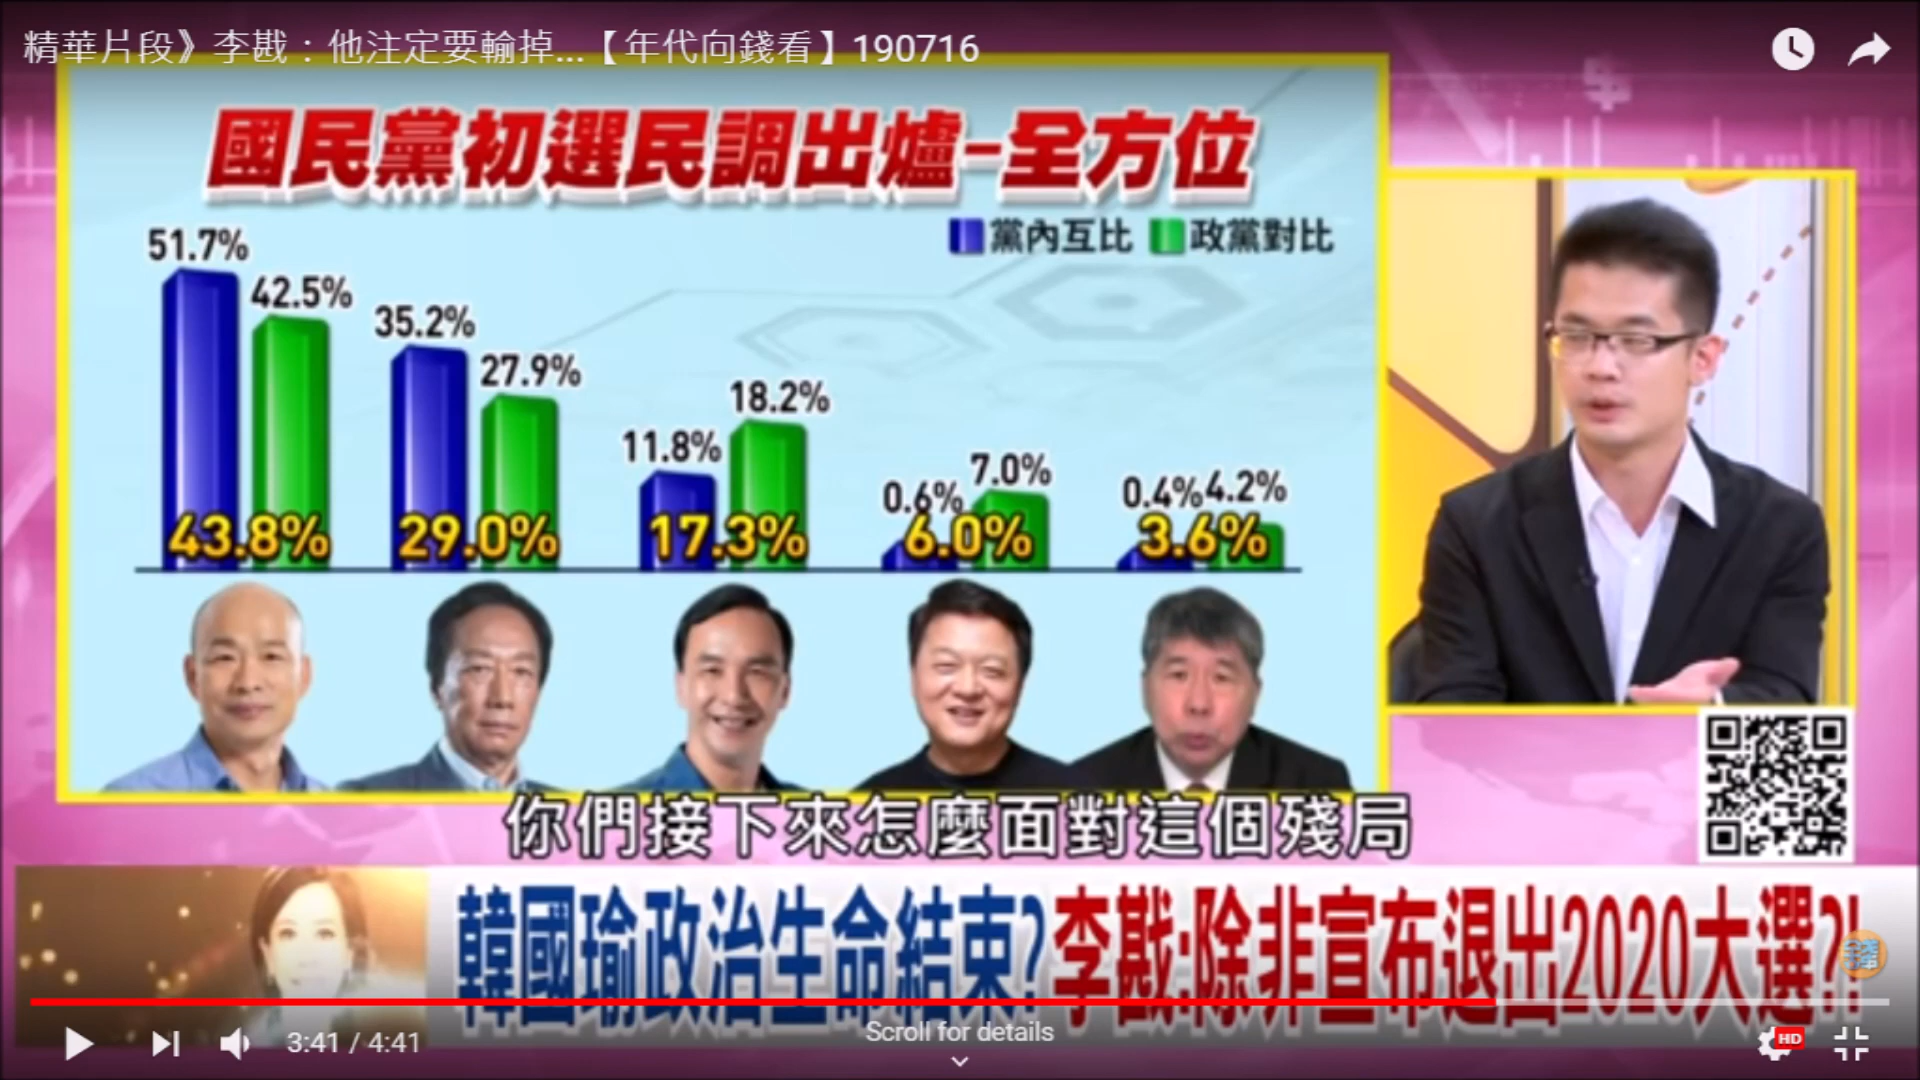 精華片段》李戡：他注定要輸掉...【年代向錢看】190716
國民黨初選民調出爐-全方位
黨內互比 政黨對比
51.7%
42.5%
35.2%
27.9%
11.8%
18.2%
0.6%
7.0%
0.4%
4.2%
43.8%
29.0%
17.3%
6.0%
3.6%
你們接下來怎麼面對這個殘局
韓國瑜政治生命結束?李戡:除非宣布退出2020大選?!
錢
3:41 / 4:41
Scroll for details
HD